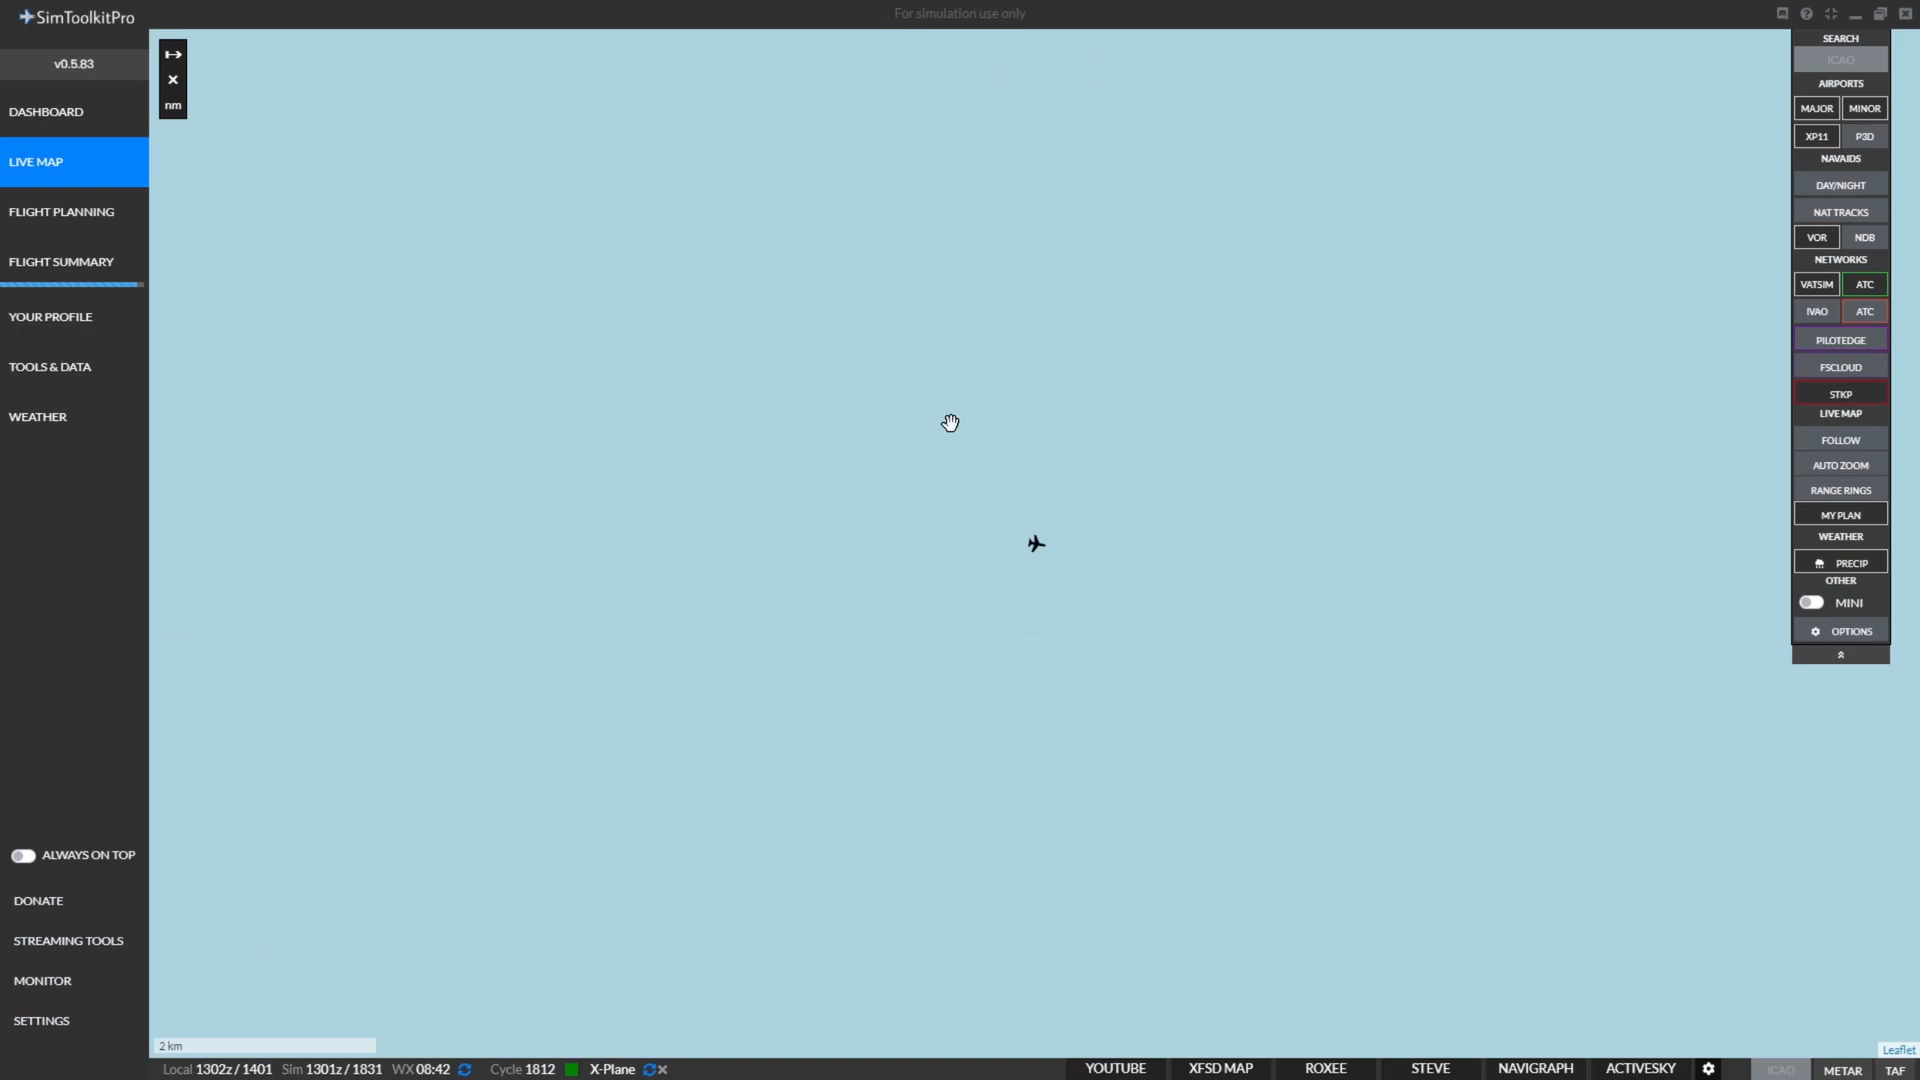 SimToolkitPro
For simulation use only
v0.5.83
DASHBOARD
LIVE MAP
FLIGHT PLANNING
FLIGHT SUMMARY
YOUR PROFILE
TOOLS & DATA
WEATHER
ALWAYS ON TOP
DONATE
STREAMING TOOLS
MONITOR
SETTINGS
nm
SEARCH
ICAO
AIRPORTS
MAJOR MINOR
XP11 P3D
NAVAIDS
DAY/NIGHT
NAT TRACKS
VOR NDB
NETWORKS
VATSIM ATC
IVAO ATC
PILOTEDGE
FSCLOUD
STKP
LIVE MAP
FOLLOW
AUTO ZOOM
RANGE RINGS
MY PLAN
WEATHER
PRECIP
OTHER
MINI
OPTIONS
2 km
Leaflet
Local 1302z / 1401 Sim 1301z / 1831 WX 08:42 Cycle 1812 X-Plane YOUTUBE XFSD MAP ROXEE STEVE NAVIGRAPH ACTIVESKY ICAO METAR TAF